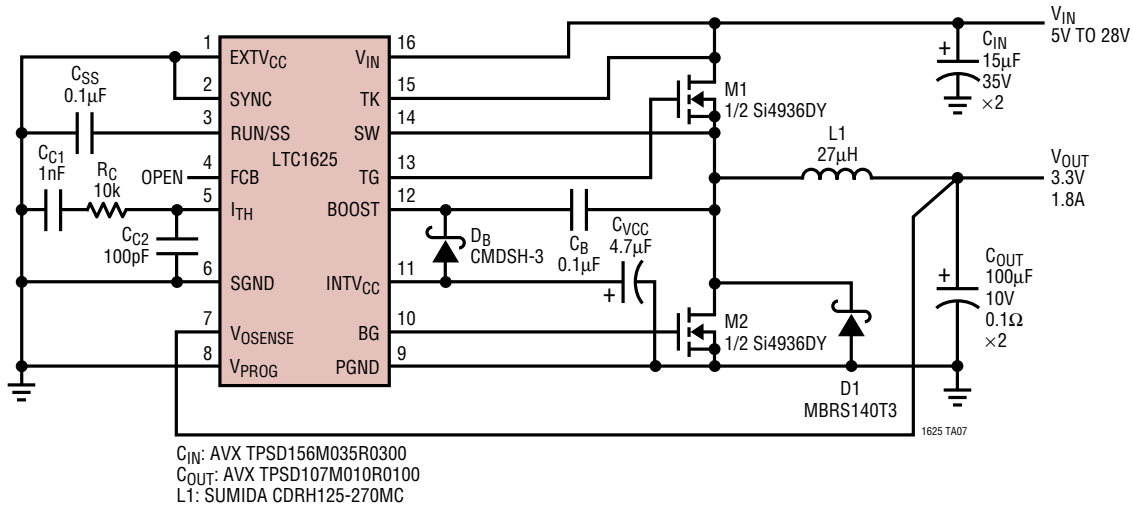 VIN
5V TO 28V
CIN
15µF
35V
×2
1
EXTVCC
2
SYNC
3
RUN/SS
4
FCB
5
ITH
6
SGND
7
VOSENSE
8
VPROG
LTC1625
16
VIN
15
TK
14
SW
13
TG
12
BOOST
11
INTVCC
10
BG
9
PGND
CSS
0.1µF
OPEN
CC1
1nF
RC
10k
CC2
100pF
DB
CMDSH-3
CB
0.1µF
CVCC
4.7µF
+
M1
1/2 Si4936DY
M2
1/2 Si4936DY
L1
27µH
VOUT
3.3V
1.8A
+
COUT
100µF
10V
0.1Ω
×2
+
D1
MBRS140T3
1625 TA07
CIN: AVX TPSD156M035R0300
COUT: AVX TPSD107M010R0100
L1: SUMIDA CDRH125-270MC